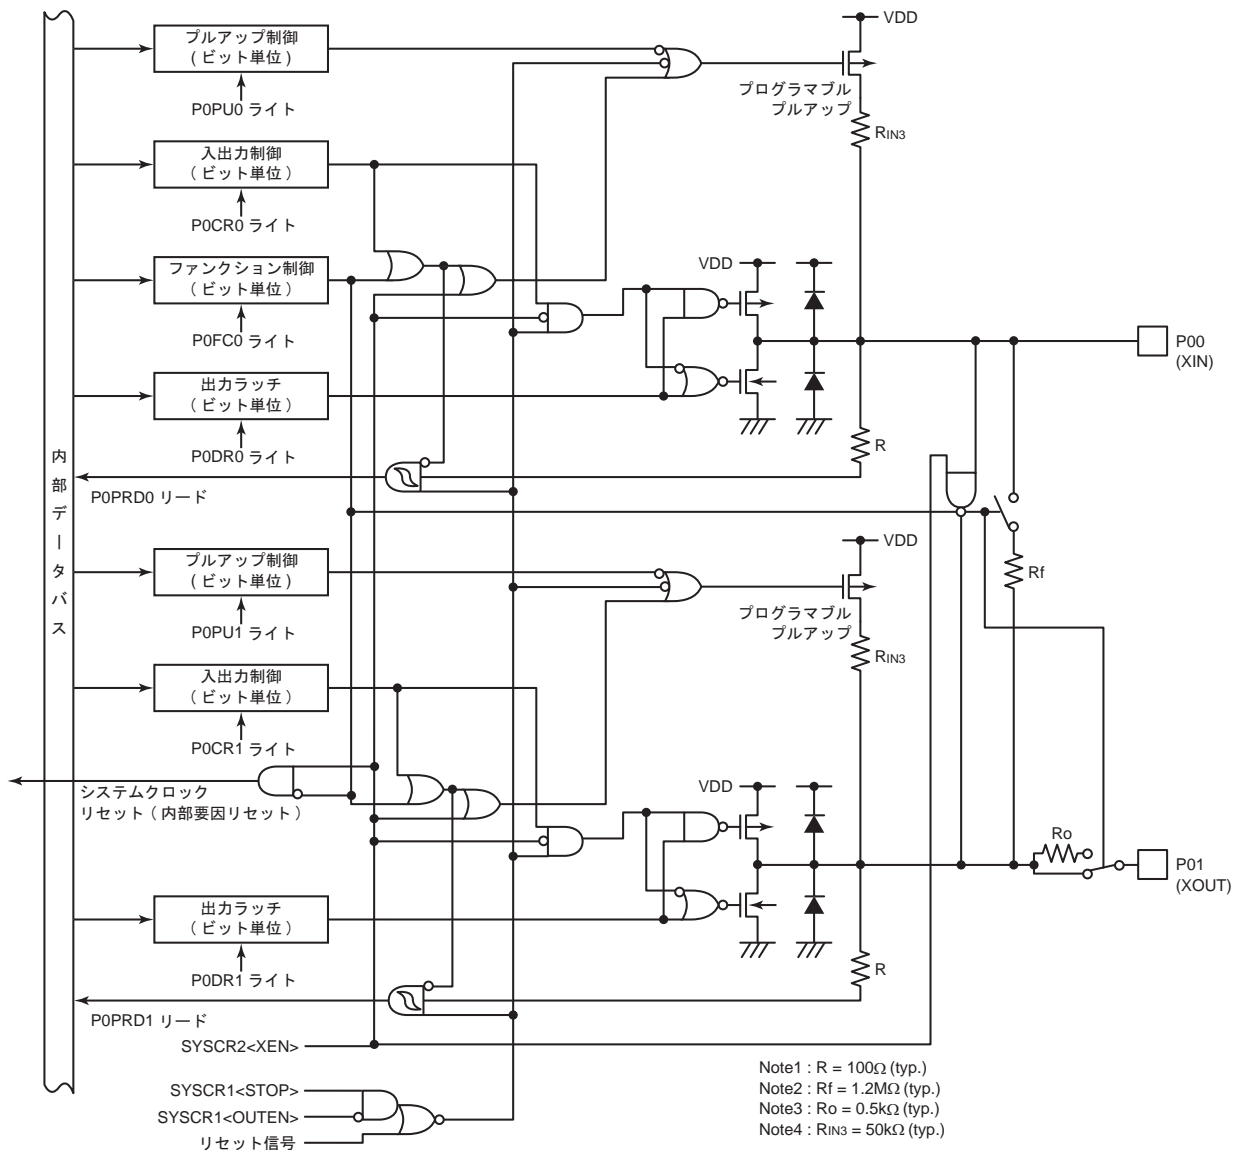 VDD
プルアップ制御
( ビット単位 )
P0PU0 ライト
プログラマブル
プルアップ
RIN3
入出力制御
( ビット単位 )
P0CR0 ライト
ファンクション制御
( ビット単位 )
P0FC0 ライト
VDD
P00
(XIN)
出力ラッチ
( ビット単位 )
P0DR0 ライト
R
P0PRD0 リード
内部データバス
VDD
プルアップ制御
( ビット単位 )
P0PU1 ライト
プログラマブル
プルアップ
Rf
RIN3
入出力制御
( ビット単位 )
P0CR1 ライト
システムクロック
リセット ( 内部要因リセット )
VDD
Ro
P01
(XOUT)
出力ラッチ
( ビット単位 )
P0DR1 ライト
R
P0PRD1 リード
SYSCR2<XEN>
SYSCR1<STOP>
SYSCR1<OUTEN>
リセット信号
Note1 : R = 100Ω (typ.)
Note2 : Rf = 1.2MΩ (typ.)
Note3 : Ro = 0.5kΩ (typ.)
Note4 : RIN3 = 50kΩ (typ.)